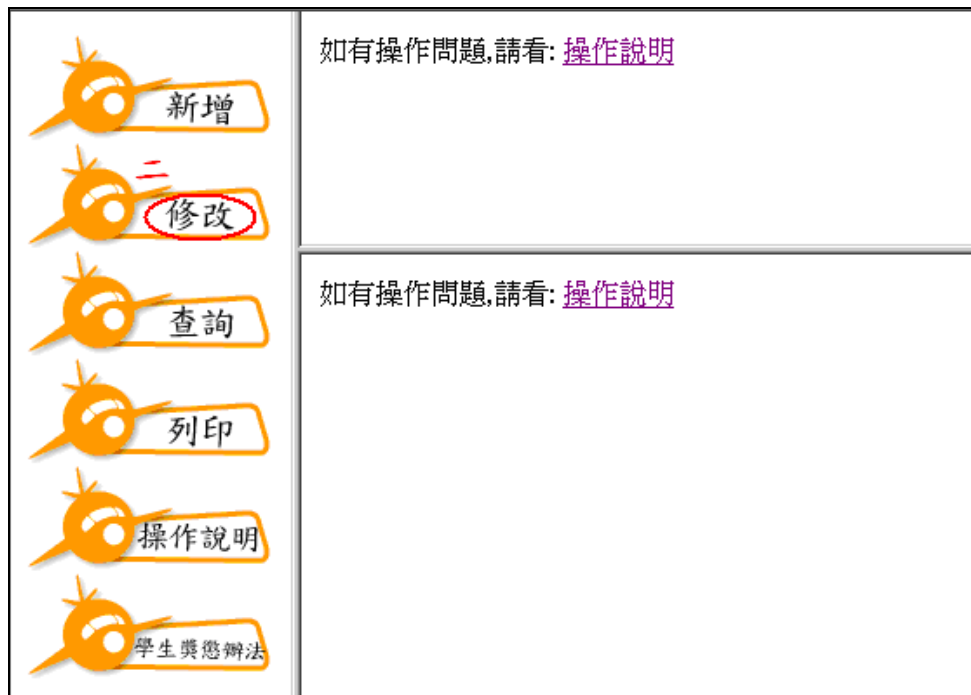 新增
二
修改
查詢
列印
操作說明
學生獎懲辦法
如有操作問題,請看: 操作說明
如有操作問題,請看: 操作說明